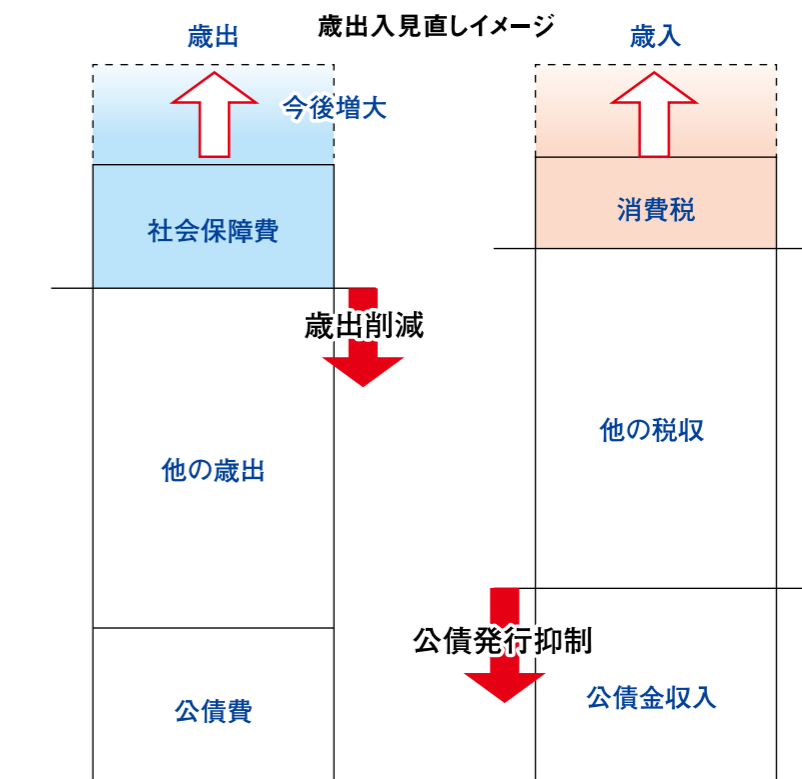 歳出入見直しイメージ
歳出
歳入
今後増大
社会保障費
消費税
歳出削減
他の税収
他の歳出
公債発行抑制
公債金収入
公債費